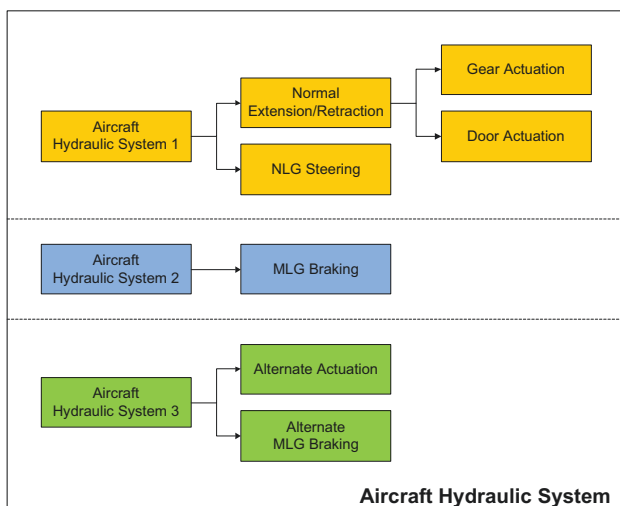 Gear Actuation
Normal
Extension/Retraction
Aircraft
Hydraulic System 1
Door Actuation
NLG Steering
Aircraft
Hydraulic System 2
MLG Braking
Alternate Actuation
Aircraft
Hydraulic System 3
Alternate
MLG Braking
Aircraft Hydraulic System